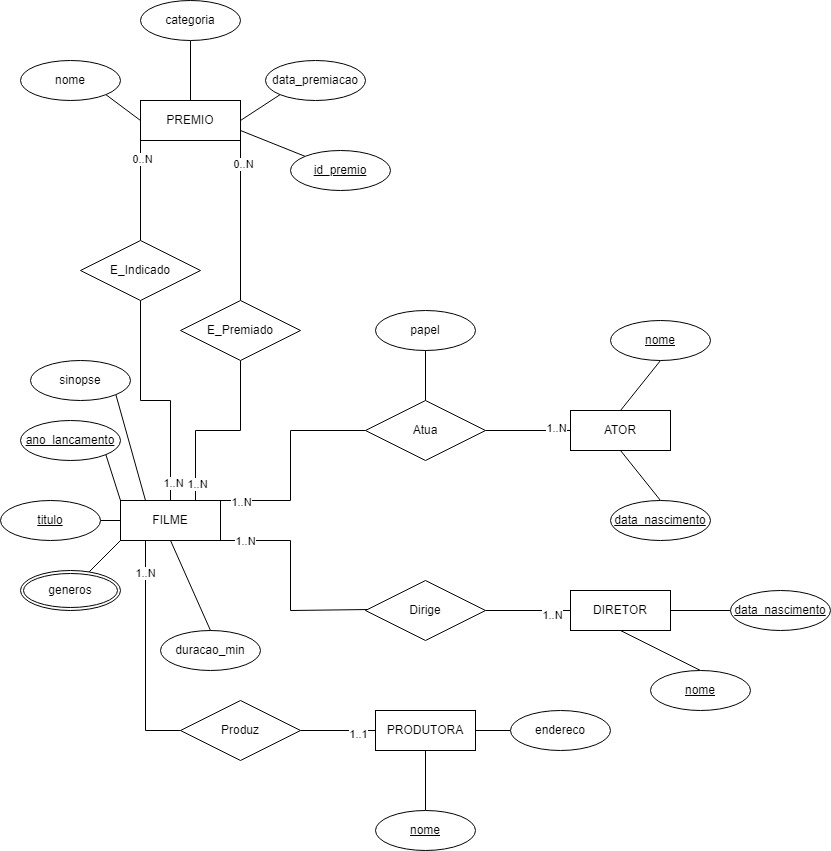 categoria
nome
data_premiacao
PREMIO
0..N
0..N
id_premio
E_Indicado
E_Premiado
papel
nome
sinopse
ano_lancamento
Atua
1..N
ATOR
1..N
1..N
1..N
titulo
FILME
data_nascimento
1..N
1..N
generos
Dirige
1..N
DIRETOR
data_nascimento
duracao_min
nome
Produz
1..1
PRODUTORA
endereco
nome